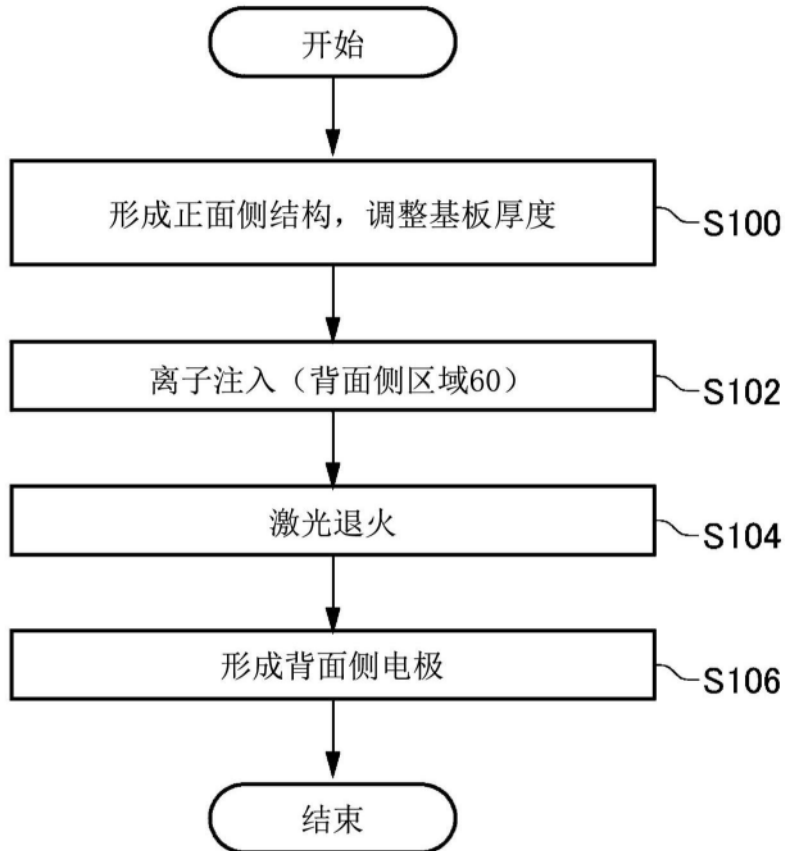 开始
形成正面侧结构，调整基板厚度
S100
离子注入（背面侧区域60）
S102
激光退火
S104
形成背面侧电极
S106
结束